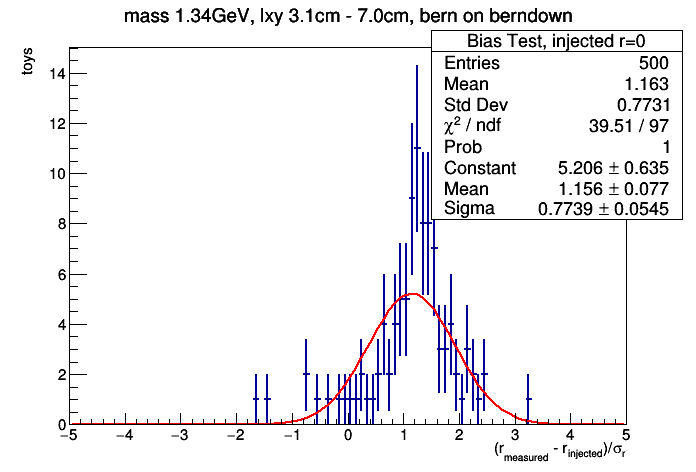 mass 1.34GeV, lxy 3.1cm - 7.0cm, bern on berndown
toys
Bias Test, injected r=0
Entries 500
Mean 1.163
Std Dev 0.7731
χ² / ndf 39.51 / 97
Prob 1
Constant 5.206 ± 0.635
Mean 1.156 ± 0.077
Sigma 0.7739 ± 0.0545
14
12
10
8
6
4
2
0
−5 −4 −3 −2 −1 0 1 2 3 4 5
(r_measured - r_injected)/σ_r